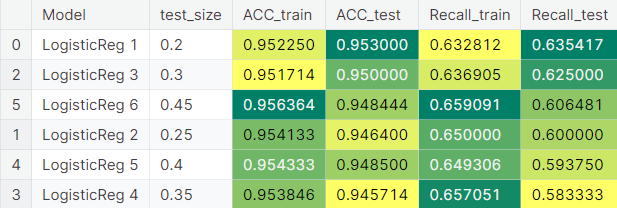 Model test_size ACC_train ACC_test Recall_train Recall_test
0 LogisticReg 1 0.2 0.952250 0.953000 0.632812 0.635417
2 LogisticReg 3 0.3 0.951714 0.950000 0.636905 0.625000
5 LogisticReg 6 0.45 0.956364 0.948444 0.659091 0.606481
1 LogisticReg 2 0.25 0.954133 0.946400 0.650000 0.600000
4 LogisticReg 5 0.4 0.954333 0.948500 0.649306 0.593750
3 LogisticReg 4 0.35 0.953846 0.945714 0.657051 0.583333